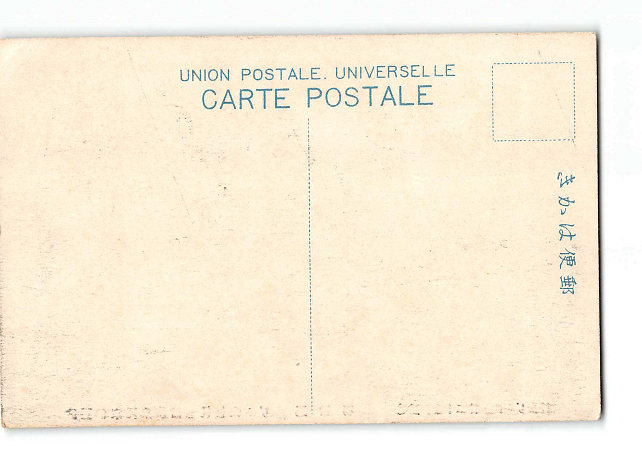 UNION POSTALE. UNIVERSELLE
CARTE POSTALE
きかは便郵